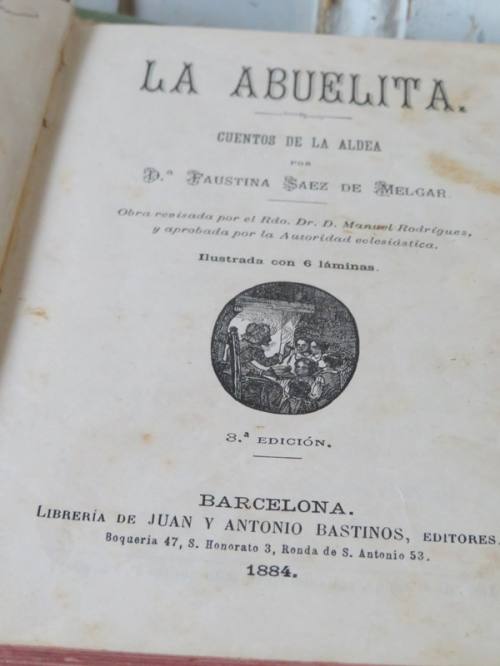 LA ABUELITA.
CUENTOS DE LA ALDEA
POR
D.ª FAUSTINA SAEZ DE MELGAR
Obra revisada por el Rdo. Dr. D. Manuel Rodriguez,
y aprobada por la Autoridad eclesiástica.
Ilustrada con 6 láminas.
3.ª EDICIÓN.
BARCELONA.
LIBRERÍA DE JUAN Y ANTONIO BASTINOS, EDITORES.
Boquería 47, S. Honorato 3, Ronda de S. Antonio 53.
1884.